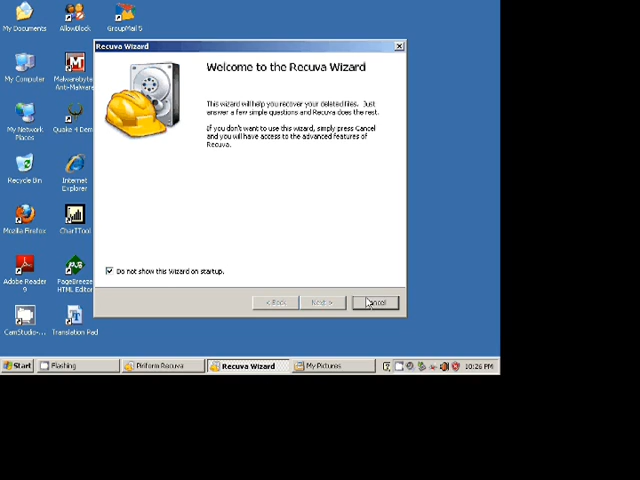 My Documents
AllowBlock
GroupMail 5
My Computer
Malwarebyte
Anti-Malware
My Network
Places
Quake 4 Demo
Recycle Bin
Internet
Explorer
Mozilla Firefox
Adobe Reader
9
PageBreeze
HTML Editor
CamStudio-...
Translation Pad
Recuva Wizard
Welcome to the Recuva Wizard
This wizard will help you recover your deleted files. Just
answer a few simple questions and Recuva does the rest.
If you don't want to use this wizard, simply press Cancel
and you will have access to the advanced features of
Recuva.
Do not show this Wizard on startup.
< Back
Next >
Cancel
Start
Flashing
Piriform Recuva
Recuva Wizard
My Pictures
10:26 PM